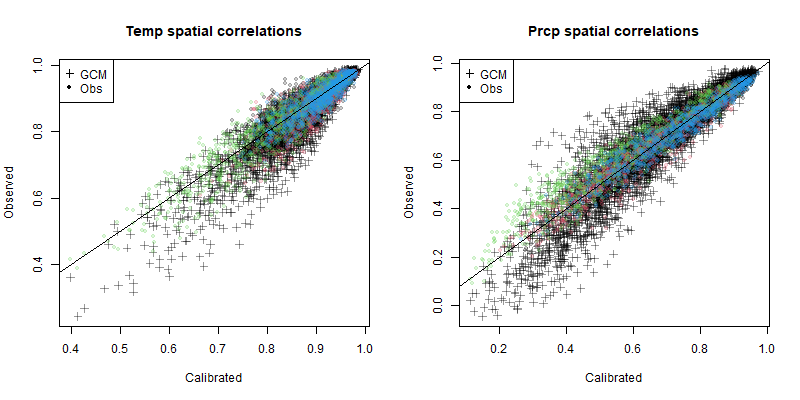 Temp spatial correlations
GCM
Obs
1.0
0.8
0.6
0.4
Observed
0.4 0.5 0.6 0.7 0.8 0.9 1.0
Calibrated
Prcp spatial correlations
GCM
Obs
1.0
0.8
0.6
0.4
0.2
0.0
Observed
0.2 0.4 0.6 0.8 1.0
Calibrated